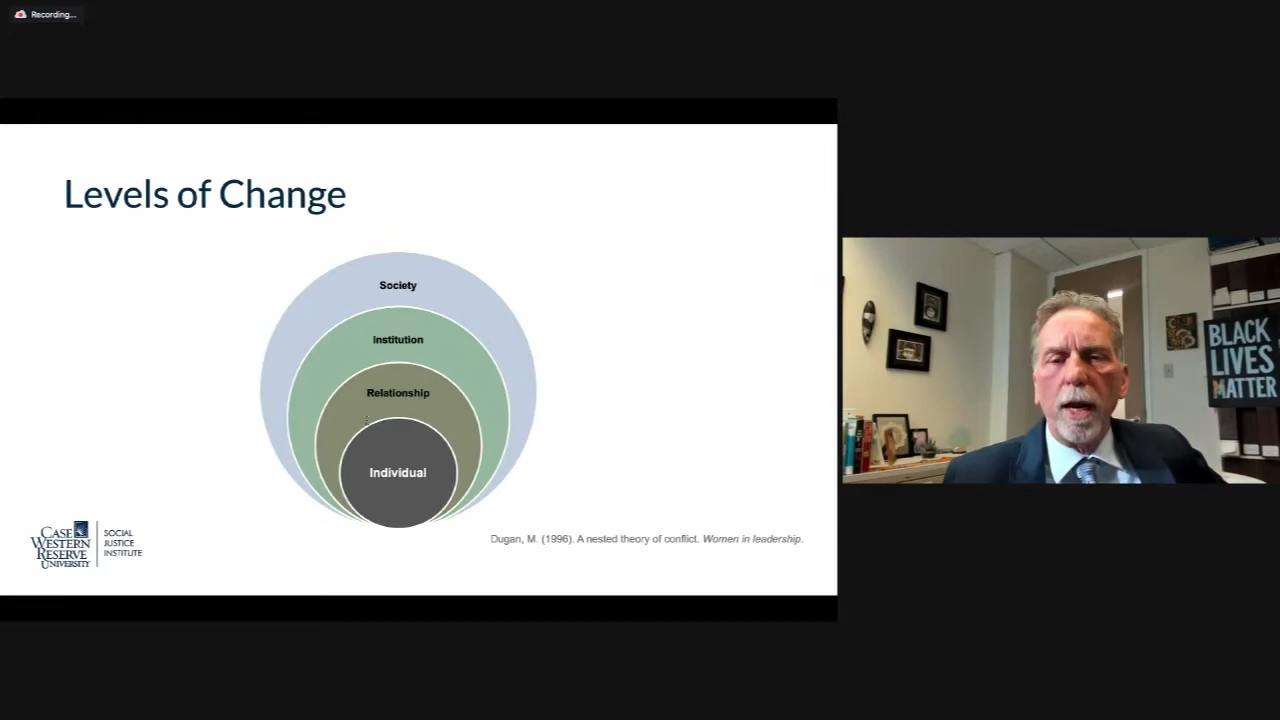 Recording...
Levels of Change
Society
Institution
Relationship
Individual
CASE
WESTERN
RESERVE
UNIVERSITY
SOCIAL
JUSTICE
INSTITUTE
Dugan, M. (1996). A nested theory of conflict. Women in leadership.
BLACK
LIVES
MATTER